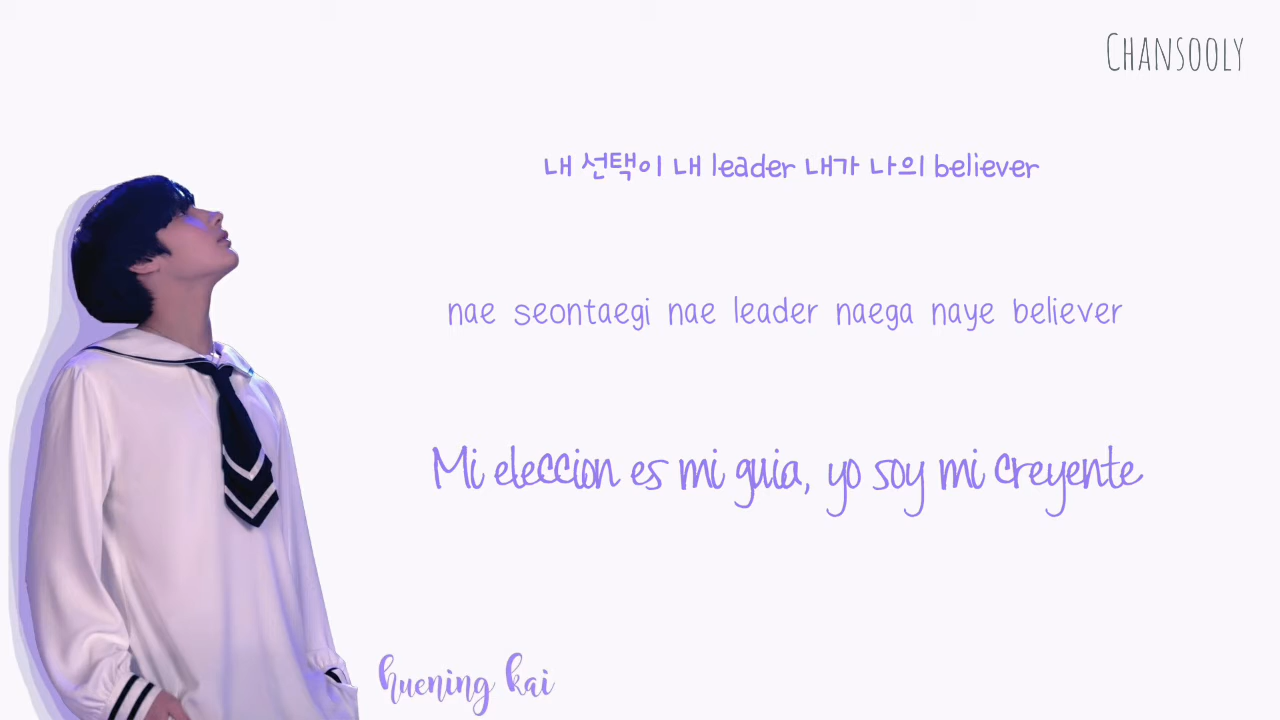 Chansooly
내 선택이 내 leader 내가 나의 believer
nae seontaegi nae leader naega naye believer
Mi eleccion es mi guia, yo soy mi creyente
huening kai